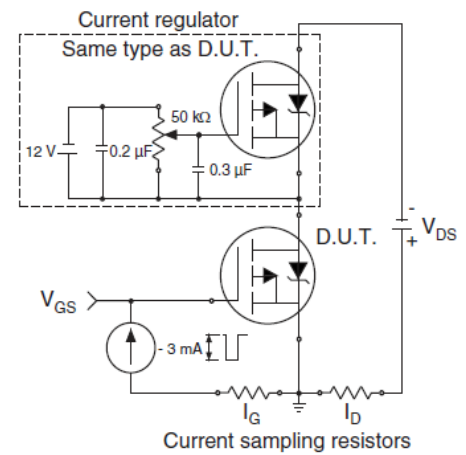 Current regulator
Same type as D.U.T.
50 kΩ
12 V
0.2 µF
0.3 µF
D.U.T.
-
+
VDS
VGS
- 3 mA
IG
ID
Current sampling resistors